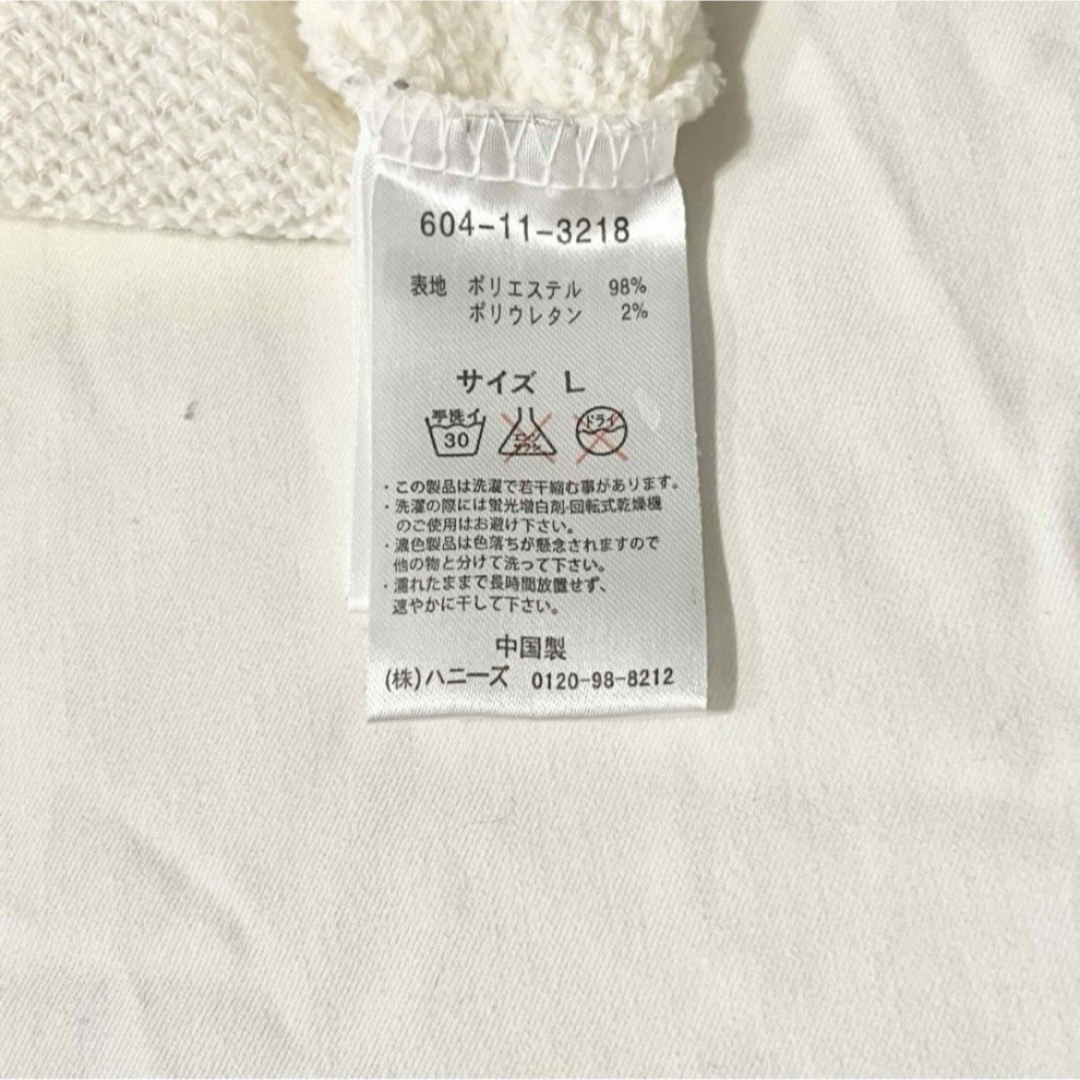 604-11-3218
表地 ポリエステル 98%
ポリウレタン 2%
サイズ L
手洗イ 30 エンソ サラシ ドライ
・この製品は洗濯で若干縮む事があります。
・洗濯の際には蛍光増白剤・回転式乾燥機
のご使用はお避け下さい。
・濃色製品は色落ちが懸念されますので
他の物と分けて洗って下さい。
・濡れたままで長時間放置せず、
速やかに干して下さい。
中国製
(株)ハニーズ 0120-98-8212